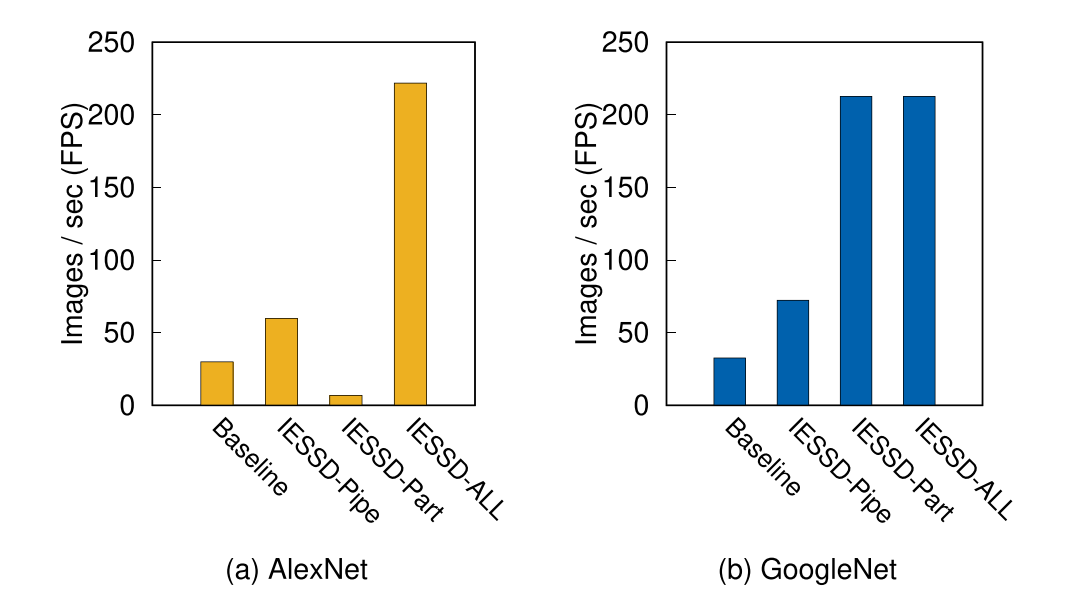 250
200
150
100
50
0
Images / sec (FPS)
Baseline
IESSD-Pipe
IESSD-Part
IESSD-ALL
(a) AlexNet
250
200
150
100
50
0
Images / sec (FPS)
Baseline
IESSD-Pipe
IESSD-Part
IESSD-ALL
(b) GoogleNet